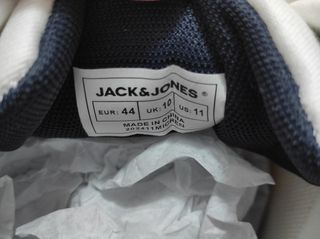 JACK&JONES®
EUR: 44 UK: 10 US: 11
MADE IN CHINA